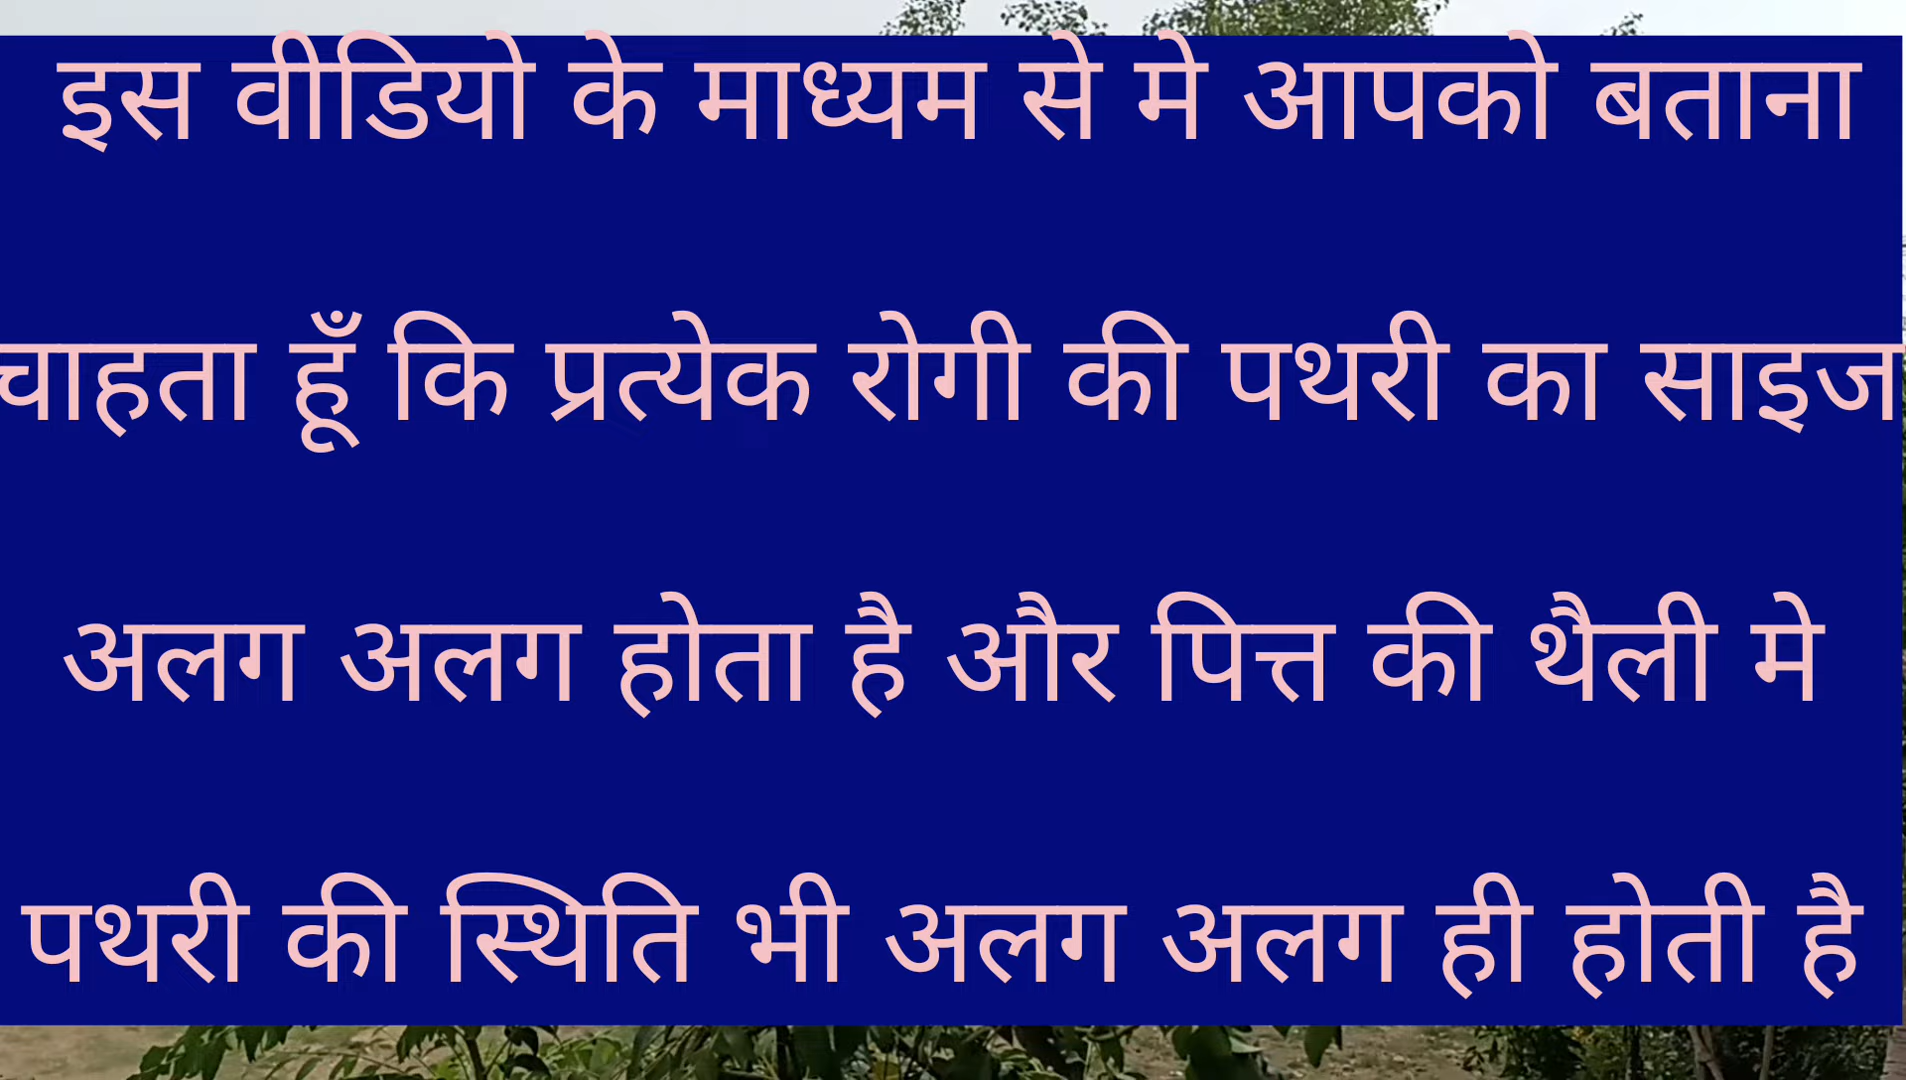 इस वीडियो के माध्यम से मे आपको बताना
चाहता हूँ कि प्रत्येक रोगी की पथरी का साइज
अलग अलग होता है और पित्त की थैली मे
पथरी की स्थिति भी अलग अलग ही होती है